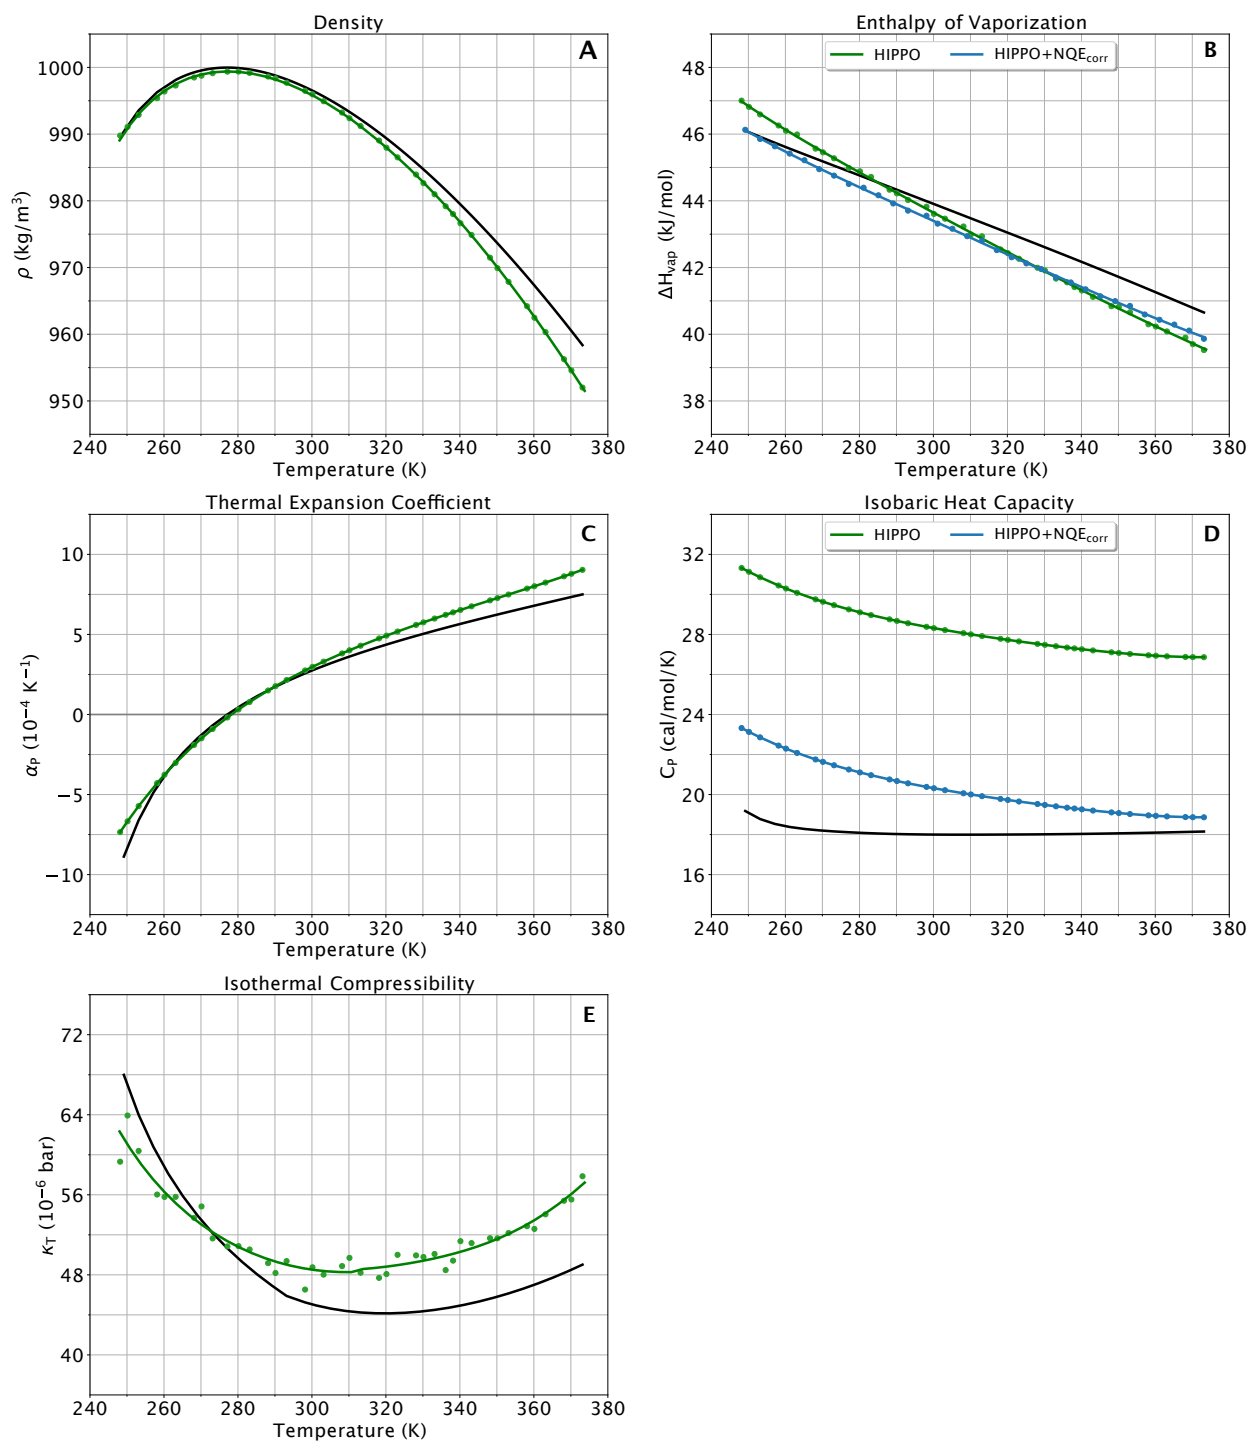 Density
A
1000
990
980
970
960
950
ρ (kg/m³)
240 260 280 300 320 340 360 380
Temperature (K)
Enthalpy of Vaporization
HIPPO HIPPO+NQEcorr
B
48
46
44
42
40
38
ΔHvap (kJ/mol)
240 260 280 300 320 340 360 380
Temperature (K)
Thermal Expansion Coefficient
C
10
5
0
−5
−10
αP (10⁻⁴ K⁻¹)
240 260 280 300 320 340 360 380
Temperature (K)
Isobaric Heat Capacity
HIPPO HIPPO+NQEcorr
D
32
28
24
20
16
CP (cal/mol/K)
240 260 280 300 320 340 360 380
Temperature (K)
Isothermal Compressibility
E
72
64
56
48
40
κT (10⁻⁶ bar)
240 260 280 300 320 340 360 380
Temperature (K)